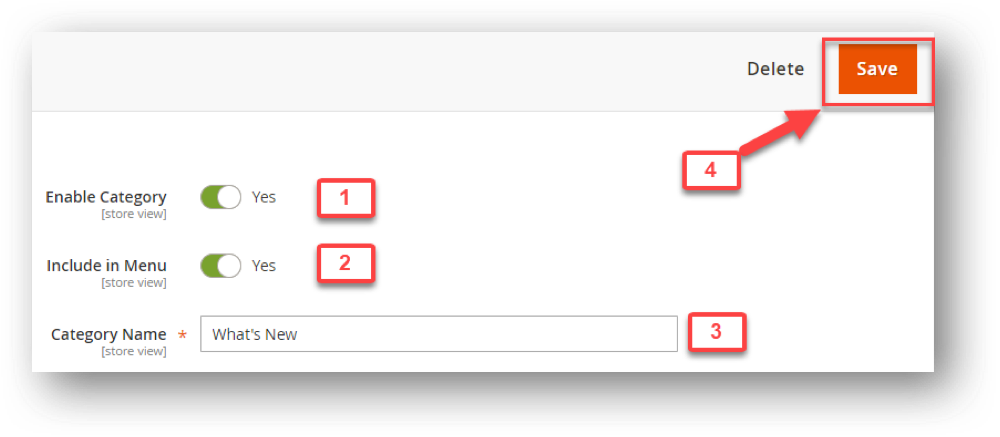 Delete Save
4
Enable Category Yes 1
[store view]
Include in Menu Yes 2
[store view]
Category Name * What's New 3
[store view]